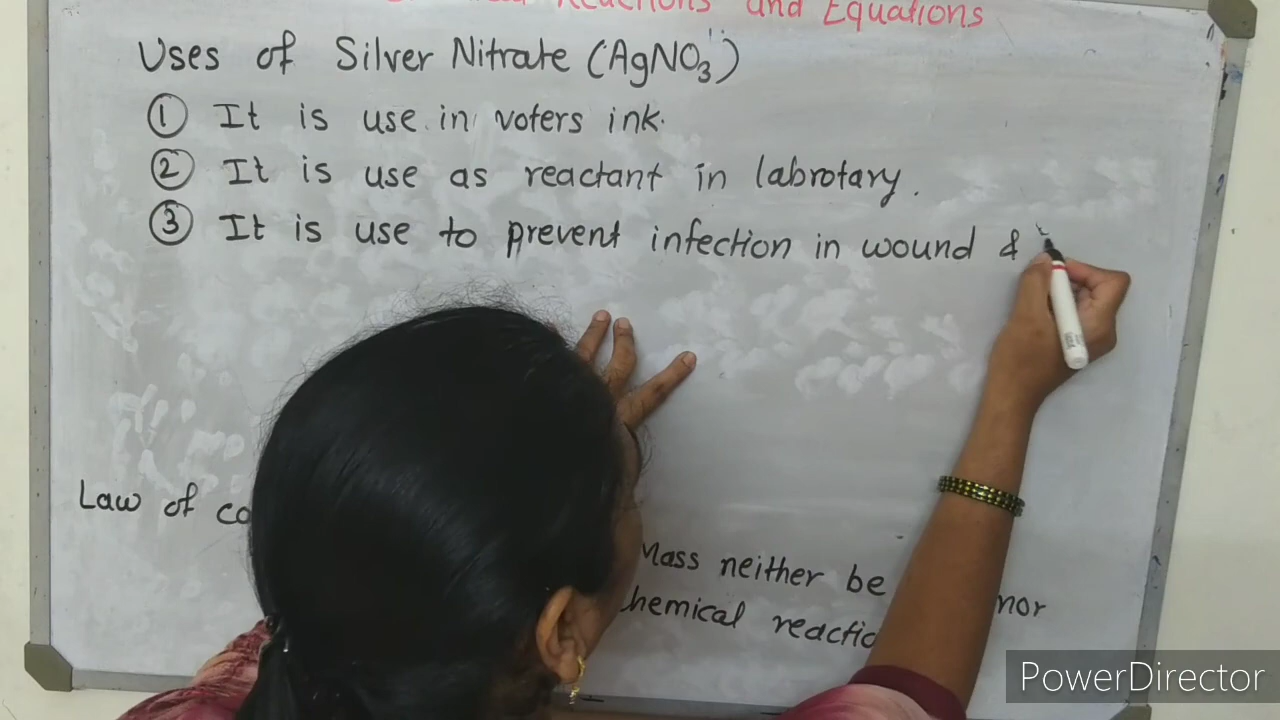 Reactions and Equations
Uses of Silver Nitrate (AgNO3)
① It is use in voters ink.
② It is use as reactant in labrotary.
③ It is use to prevent infection in wound &
Law of co
Mass neither be nor
hemical reactio
PowerDirector